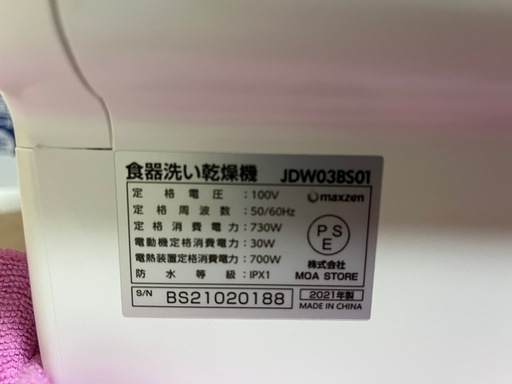 食器洗い乾燥機 JDW03BS01
定格電圧：100V
maxzen
定格周波数：50/60Hz
定格消費電力：730W
PSE
電動機定格消費電力：30W
電熱装置定格消費電力：700W
株式会社
防水等級：IPX1
MOA STORE
S/N BS21020188
2021年製
MADE IN CHINA